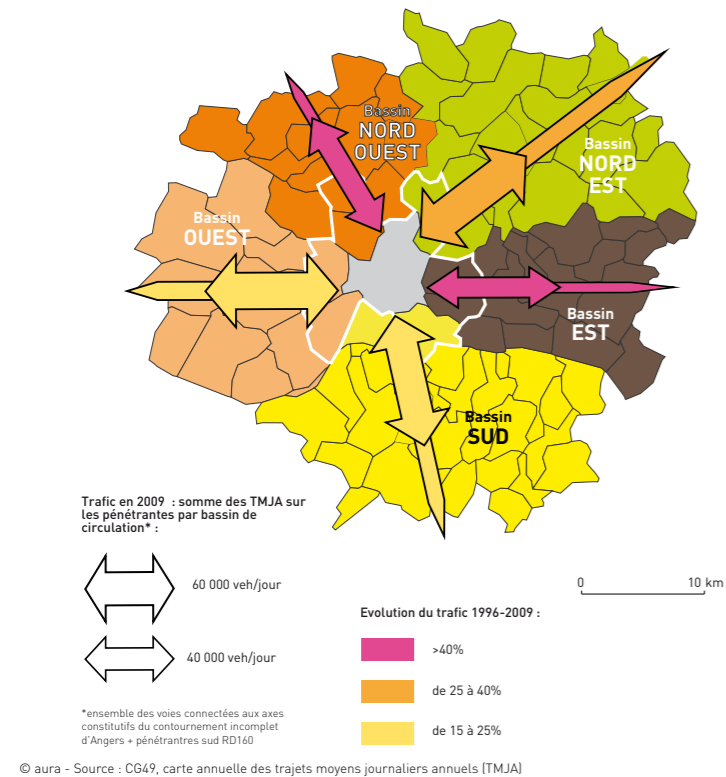 Bassin
NORD
OUEST
Bassin
NORD
EST
Bassin
OUEST
Bassin
EST
Bassin
SUD
Trafic en 2009 : somme des TMJA sur
les pénétrantes par bassin de
circulation* :
60 000 veh/jour
40 000 veh/jour
*ensemble des voies connectées aux axes
constitutifs du contournement incomplet
d'Angers + pénétrantres sud RD160
0 10 km
Evolution du trafic 1996-2009 :
>40%
de 25 à 40%
de 15 à 25%
© aura - Source : CG49, carte annuelle des trajets moyens journaliers annuels (TMJA)